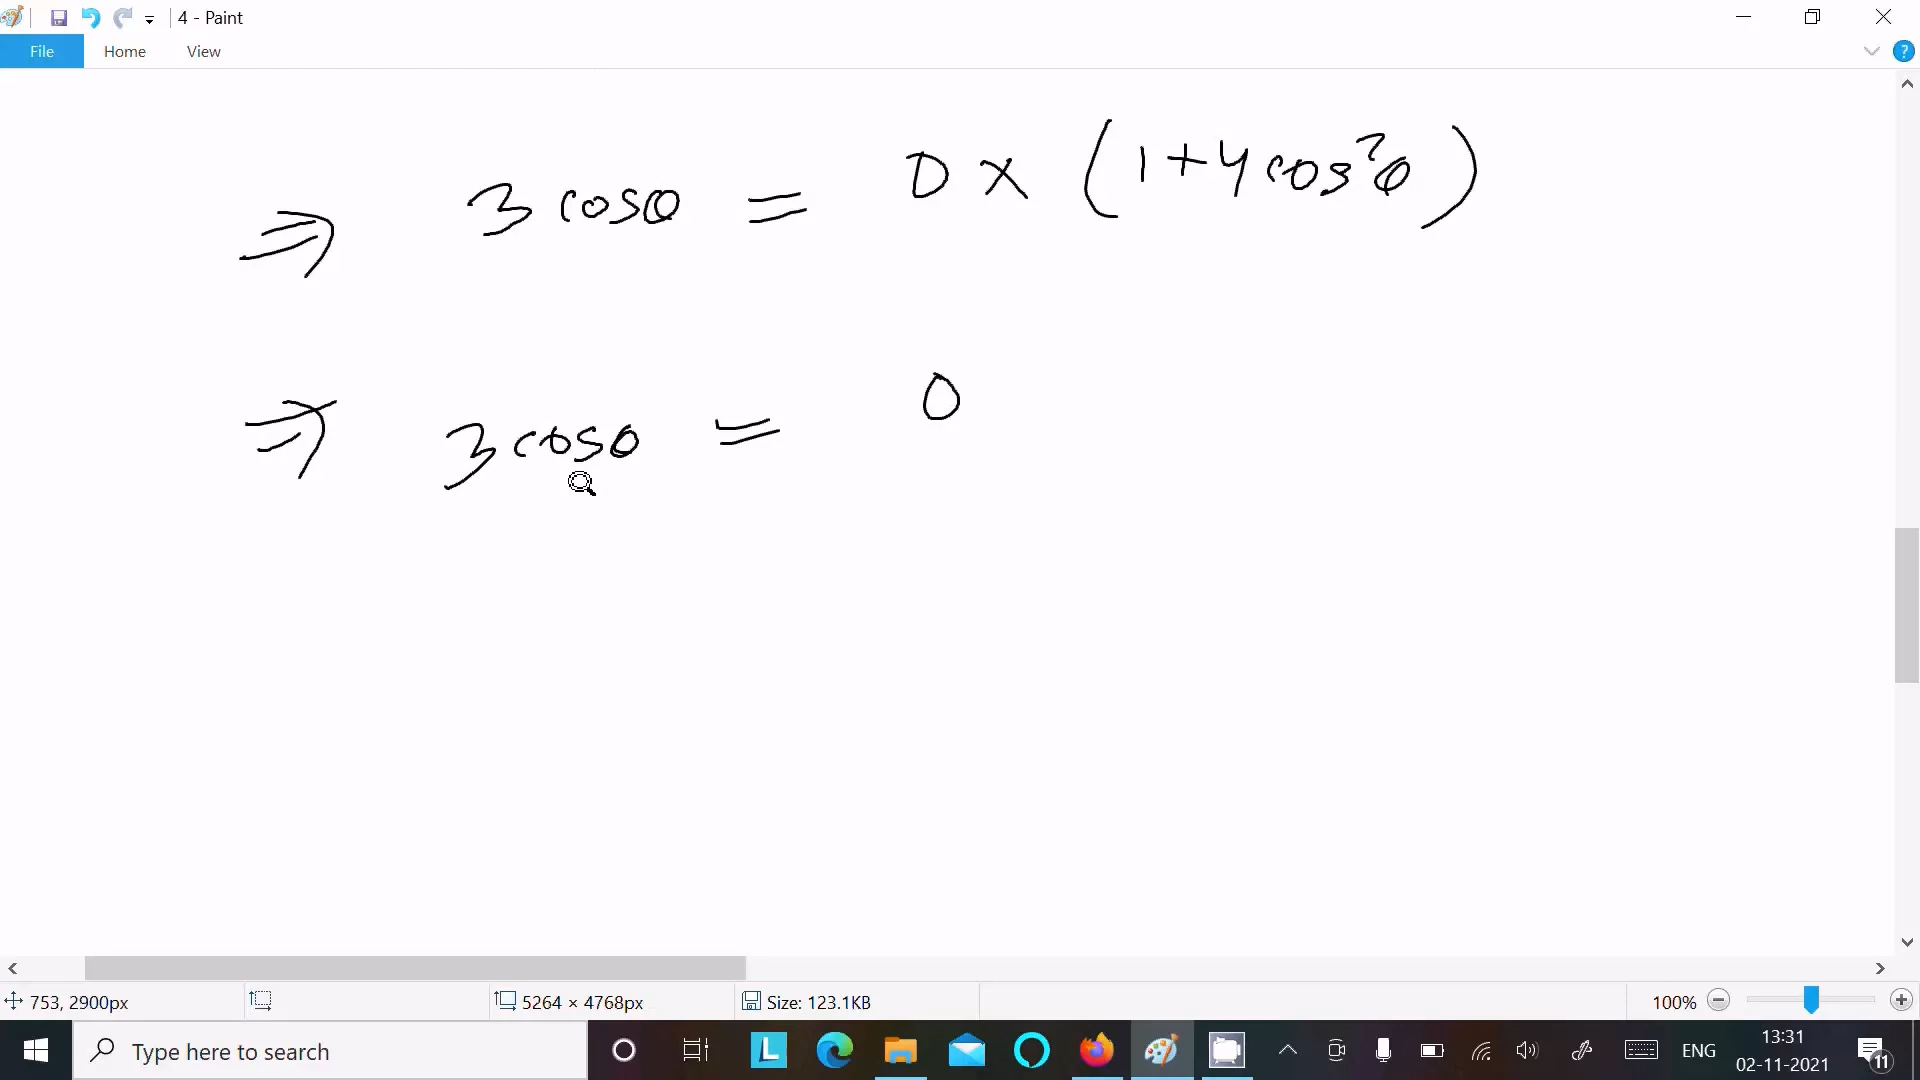 4 - Paint
File Home View
⇒ 3 cosθ = 0 × (1+4cos²θ)
⇒ 3cosθ = 0
753, 2900px 5264 × 4768px Size: 123.1KB 100%
Type here to search ENG 13:31
02-11-2021 11